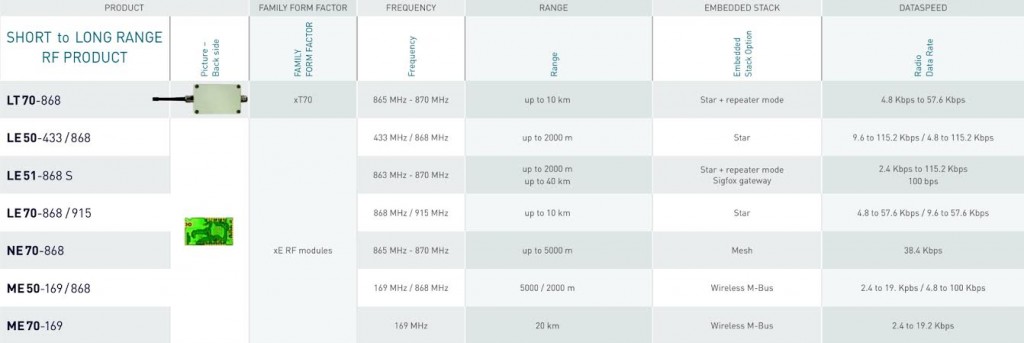 PRODUCT FAMILY FORM FACTOR FREQUENCY RANGE EMBEDDED STACK DATASPEED
SHORT to LONG RANGE
RF PRODUCT
Picture –
Back side
FAMILY
FORM FACTOR
Frequency
Range
Embedded
Stack Option
Radio
Data Rate
LT70-868 xT70 865 MHz - 870 MHz up to 10 km Star + repeater mode 4.8 Kbps to 57.6 Kbps
LE50-433/868 433 MHz / 868 MHz up to 2000 m Star 9.6 to 115.2 Kbps / 4.8 to 115.2 Kbps
LE51-868 S 863 MHz - 870 MHz up to 2000 m Star + repeater mode 2.4 Kbps to 115.2 Kbps
up to 40 km Sigfox gateway 100 bps
LE70-868/915 868 MHz / 915 MHz up to 10 km Star 4.8 to 57.6 Kbps / 9.6 to 57.6 Kbps
NE70-868 xE RF modules 865 MHz - 870 MHz up to 5000 m Mesh 38.4 Kbps
ME50-169/868 169 MHz / 868 MHz 5000 / 2000 m Wireless M-Bus 2.4 to 19. Kpbs / 4.8 to 100 Kbps
ME70-169 169 MHz 20 km Wireless M-Bus 2.4 to 19.2 Kbps